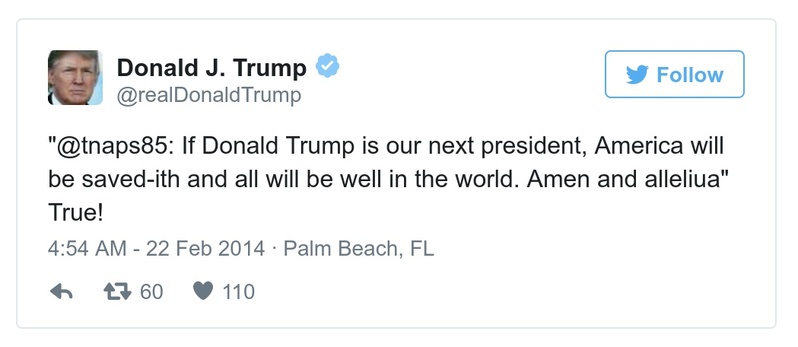 Donald J. Trump
@realDonaldTrump
Follow
"@tnaps85: If Donald Trump is our next president, America will
be saved-ith and all will be well in the world. Amen and alleliua"
True!
4:54 AM - 22 Feb 2014 · Palm Beach, FL
60 110